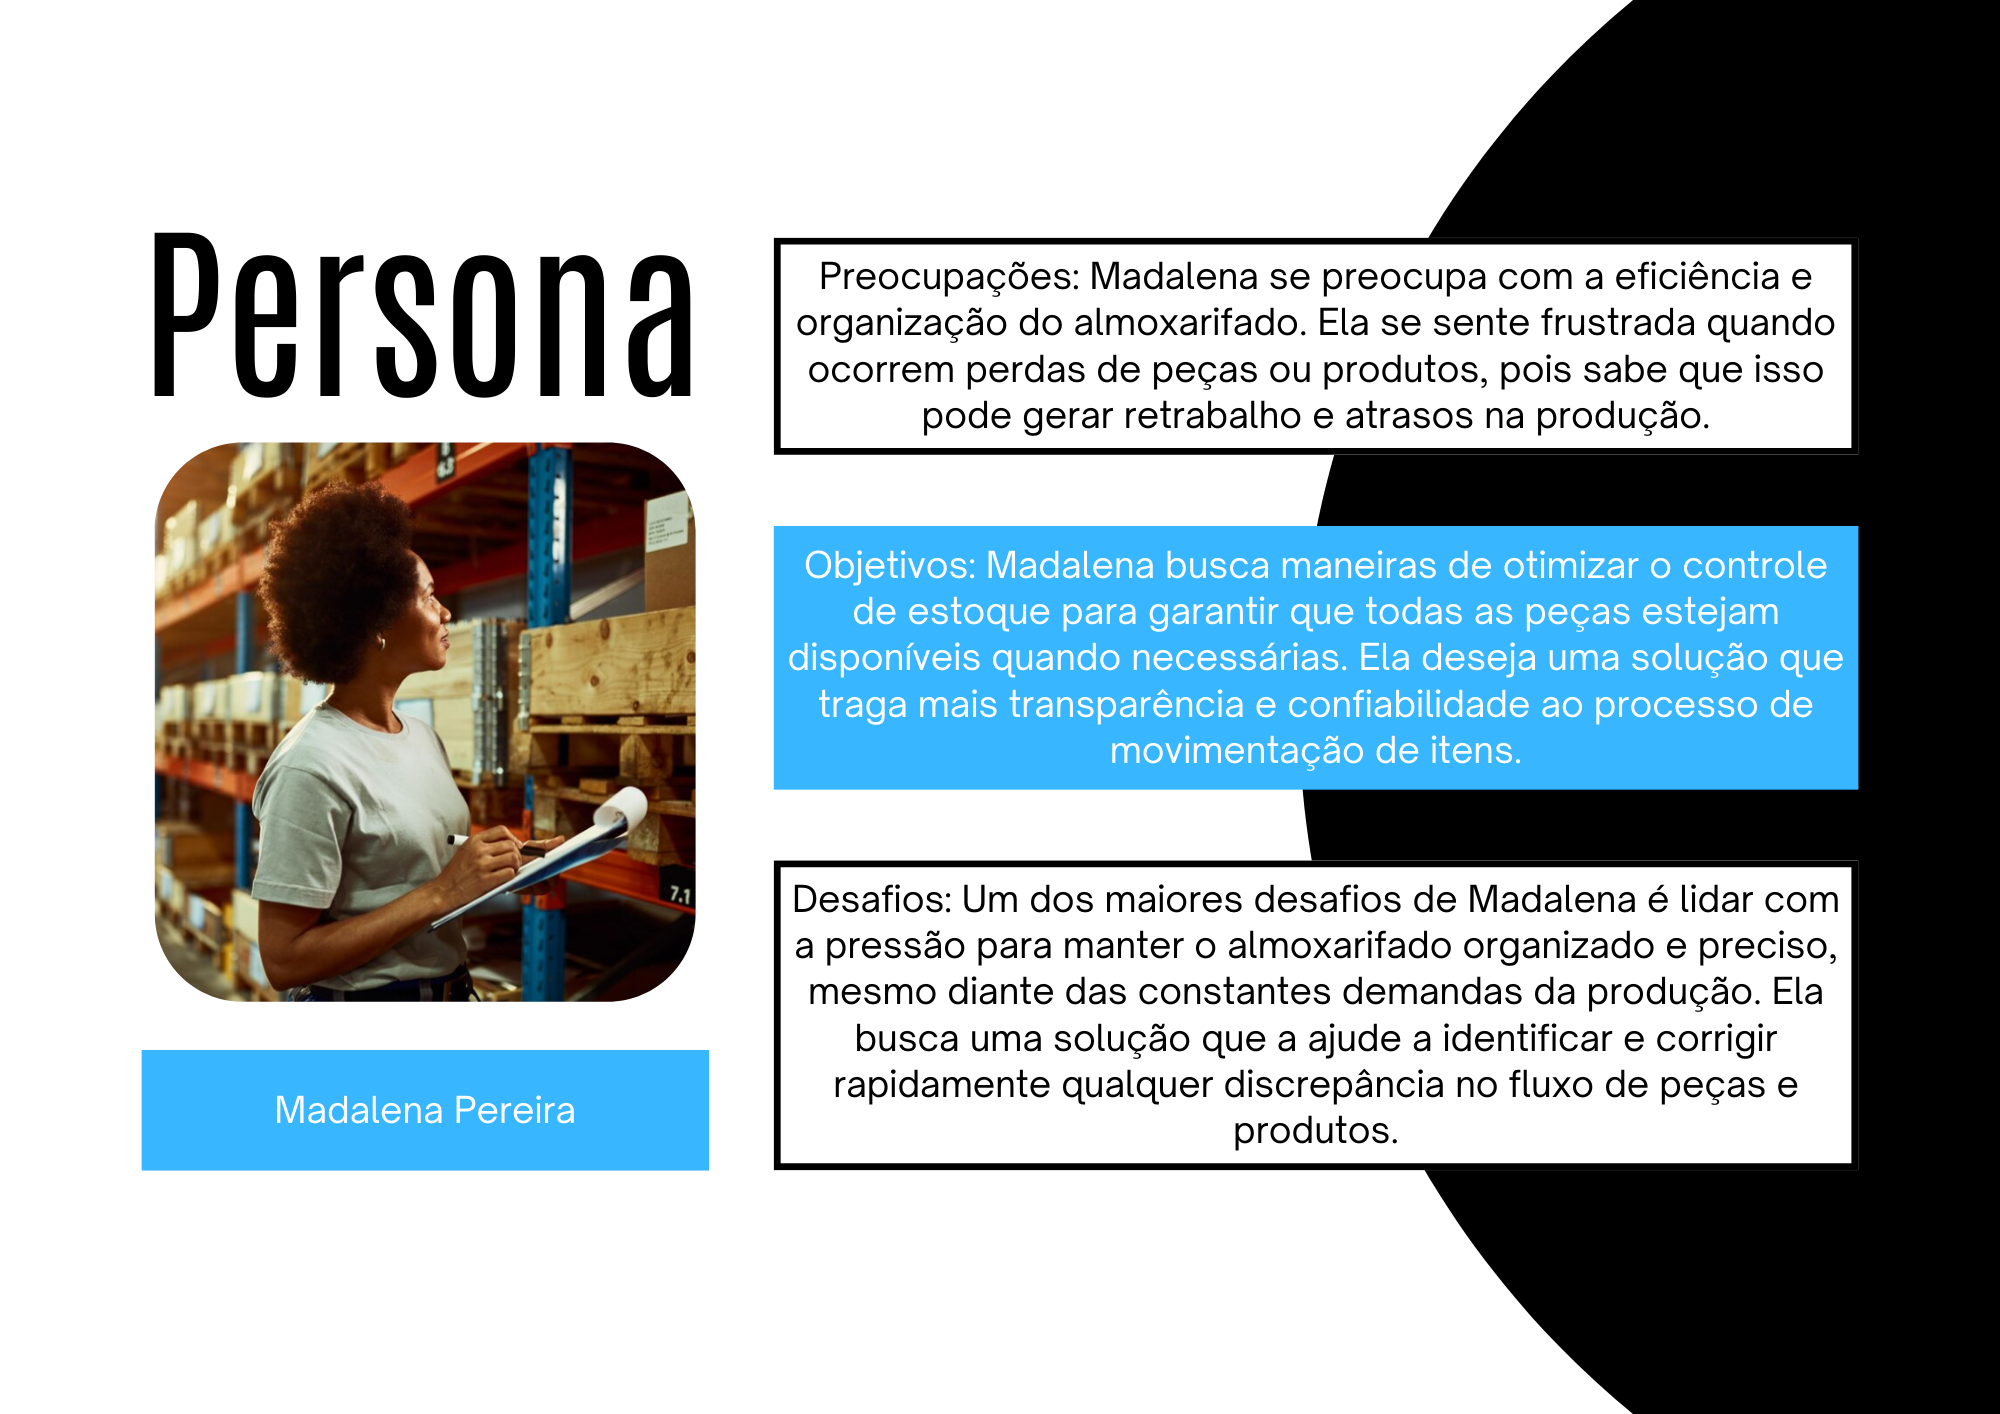 Persona
Preocupações: Madalena se preocupa com a eficiência e
organização do almoxarifado. Ela se sente frustrada quando
ocorrem perdas de peças ou produtos, pois sabe que isso
pode gerar retrabalho e atrasos na produção.
Objetivos: Madalena busca maneiras de otimizar o controle
de estoque para garantir que todas as peças estejam
disponíveis quando necessárias. Ela deseja uma solução que
traga mais transparência e confiabilidade ao processo de
movimentação de itens.
Desafios: Um dos maiores desafios de Madalena é lidar com
a pressão para manter o almoxarifado organizado e preciso,
mesmo diante das constantes demandas da produção. Ela
busca uma solução que a ajude a identificar e corrigir
rapidamente qualquer discrepância no fluxo de peças e
produtos.
7.1
Madalena Pereira